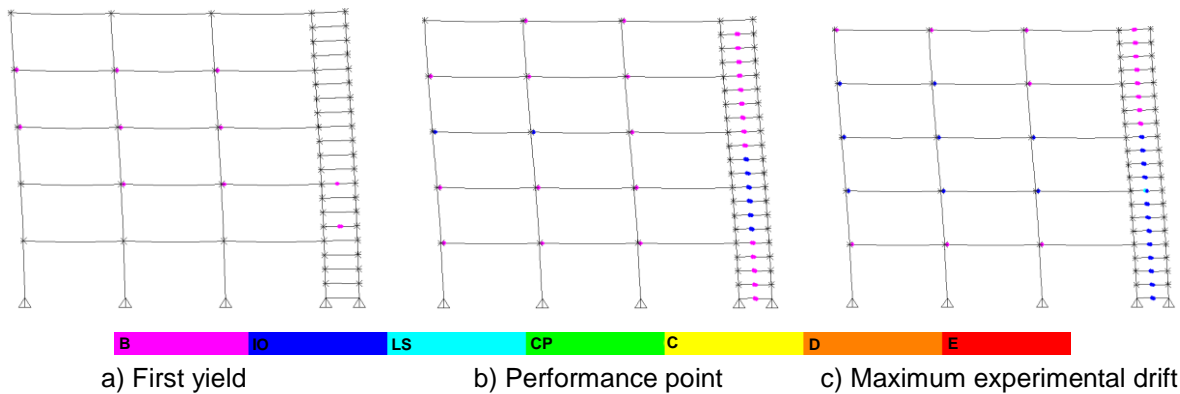 B IO LS CP C D E
a) First yield b) Performance point c) Maximum experimental drift